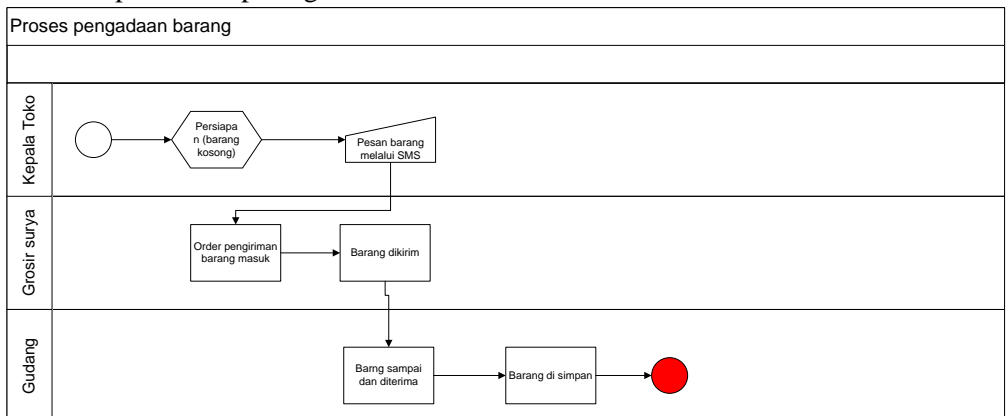 Proses pengadaan barang
Kepala Toko
Persiapa
n (barang
kosong)
Pesan barang
melalui SMS
Grosir surya
Order pengiriman
barang masuk
Barang dikirim
Gudang
Barng sampai
dan diterima
Barang di simpan